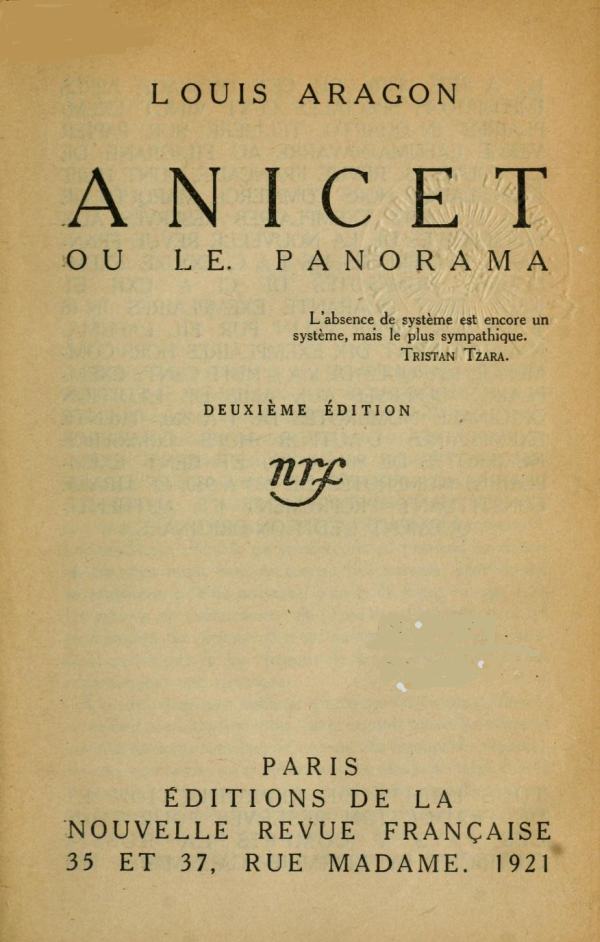 LOUIS ARAGON
ANICET
OU LE. PANORAMA
L'absence de système est encore un
système, mais le plus sympathique.
TRISTAN TZARA.
DEUXIÈME ÉDITION
nrf
PARIS
ÉDITIONS DE LA
NOUVELLE REVUE FRANÇAISE
35 ET 37, RUE MADAME. 1921